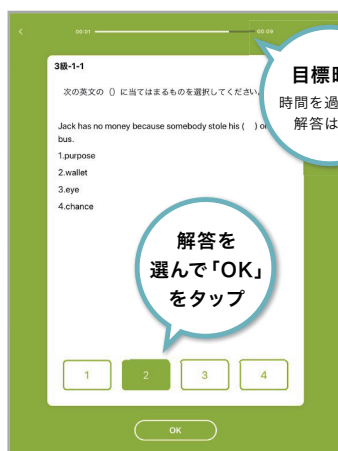 00:01
00:09
3級-1-1
次の英文の（）に当てはまるものを選択してください
Jack has no money because somebody stole his ( )
bus.
1.purpose
2.wallet
3.eye
4.chance
目標
時間を過
解答は
解答を
選んで「OK」
をタップ
1
2
3
4
OK